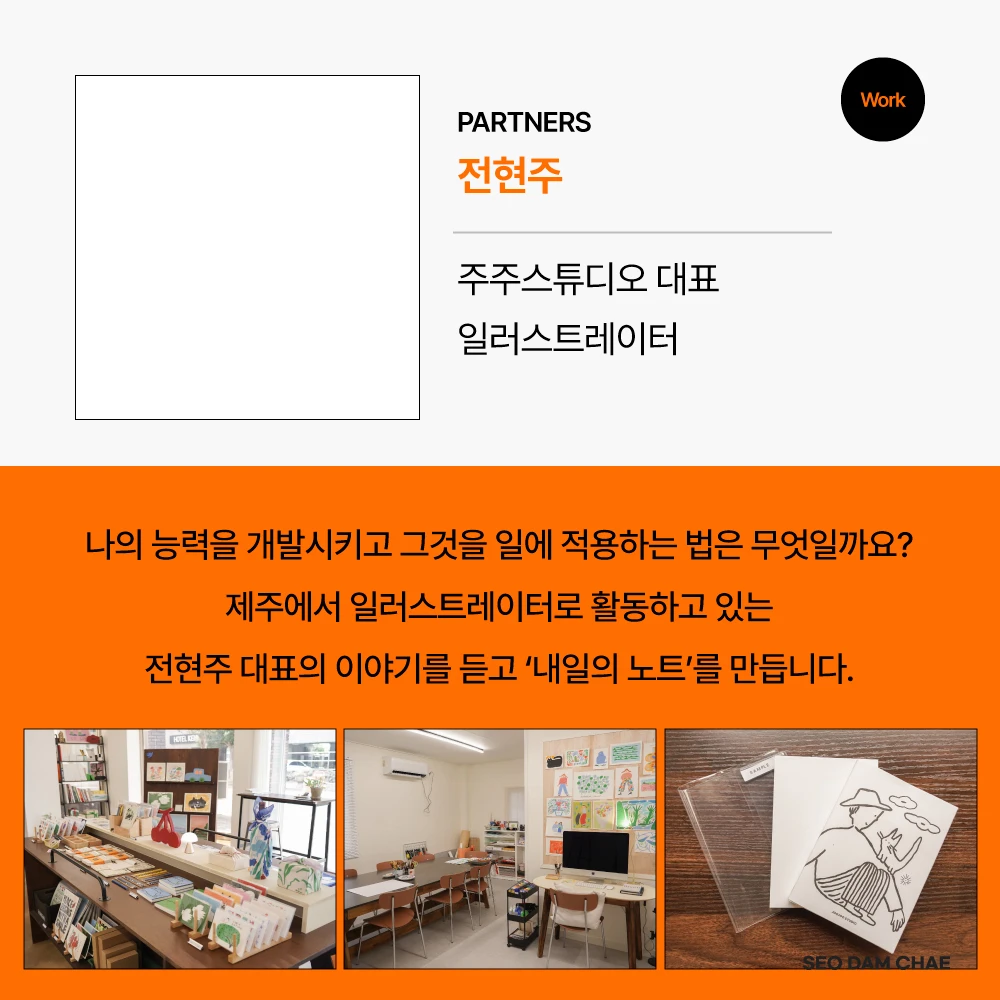 Work
PARTNERS
전현주
주주스튜디오 대표
일러스트레이터
나의 능력을 개발시키고 그것을 일에 적용하는 법은 무엇일까요?
제주에서 일러스트레이터로 활동하고 있는
전현주 대표의 이야기를 듣고 ‘내일의 노트’를 만듭니다.
HOTEL KENY
SEO DAM CHAE